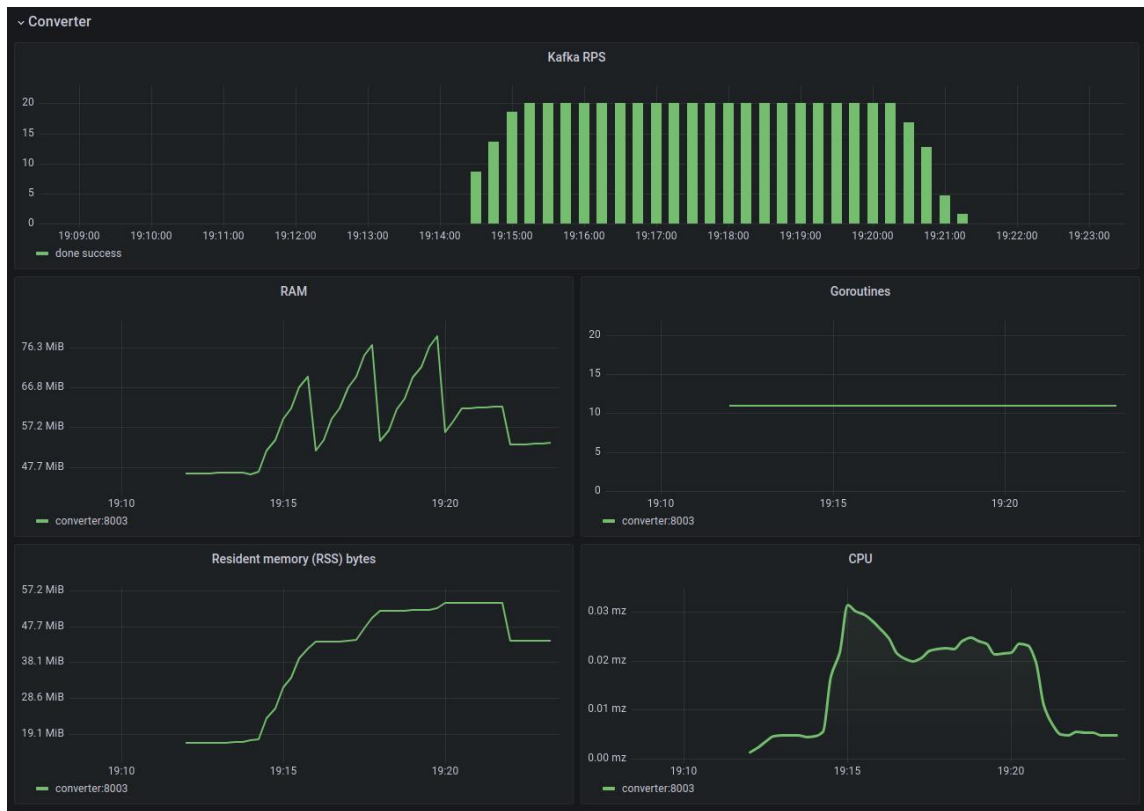 Converter
Kafka RPS
20
15
10
5
0
19:09:00 19:10:00 19:11:00 19:12:00 19:13:00 19:14:00 19:15:00 19:16:00 19:17:00 19:18:00 19:19:00 19:20:00 19:21:00 19:22:00 19:23:00
done success
RAM
76.3 MiB
66.8 MiB
57.2 MiB
47.7 MiB
19:10 19:15 19:20
converter:8003
Goroutines
20
15
10
5
0
19:10 19:15 19:20
converter:8003
Resident memory (RSS) bytes
57.2 MiB
47.7 MiB
38.1 MiB
28.6 MiB
19.1 MiB
19:10 19:15 19:20
converter:8003
CPU
0.03 mz
0.02 mz
0.01 mz
0.00 mz
19:10 19:15 19:20
converter:8003